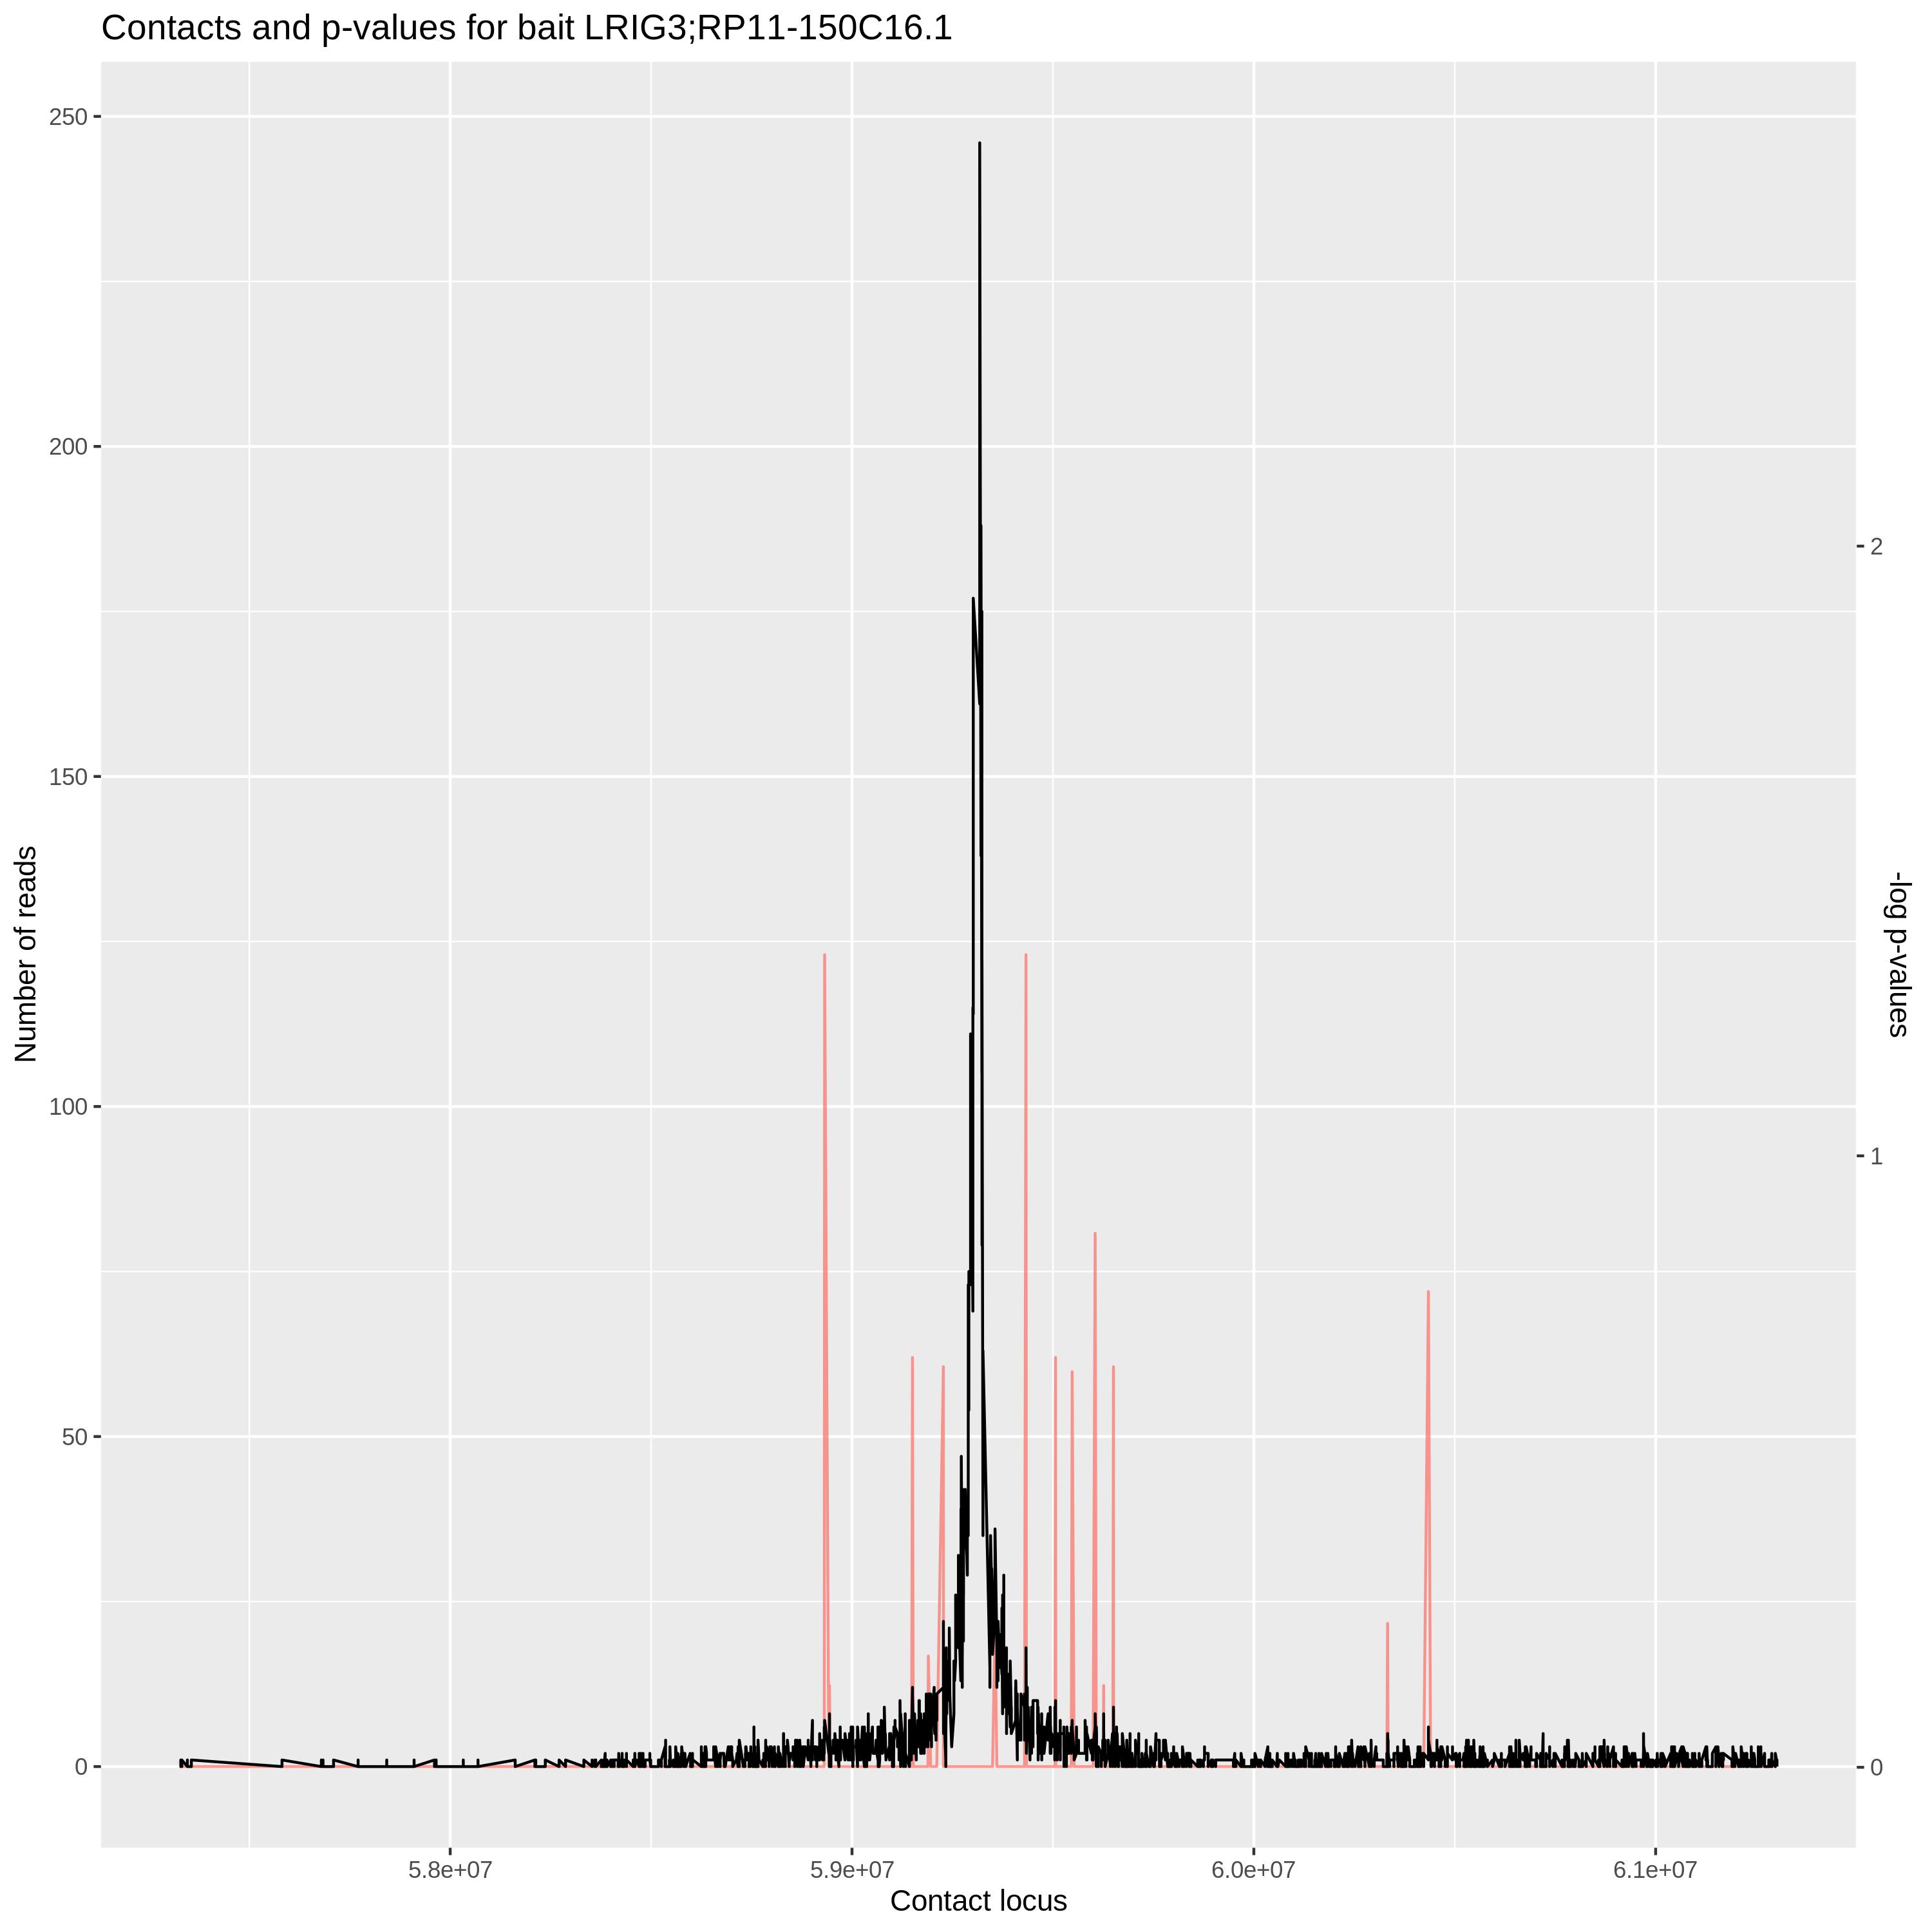 Contacts and p-values for bait LRIG3;RP11-150C16.1
250
200
150
100
50
0
Number of reads
2
1
0
-log p-values
5.8e+07
5.9e+07
6.0e+07
6.1e+07
Contact locus